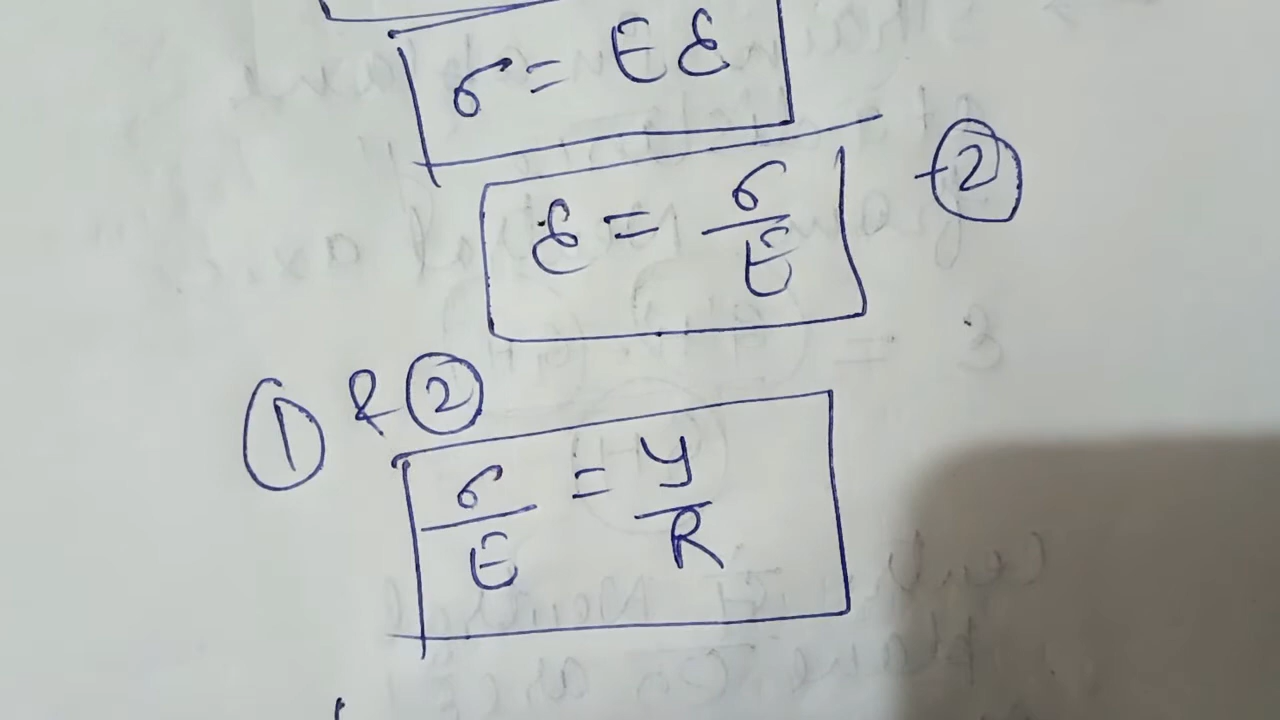 σ = Eε
ε = σ/E - ②
① & ②
σ/E = y/R